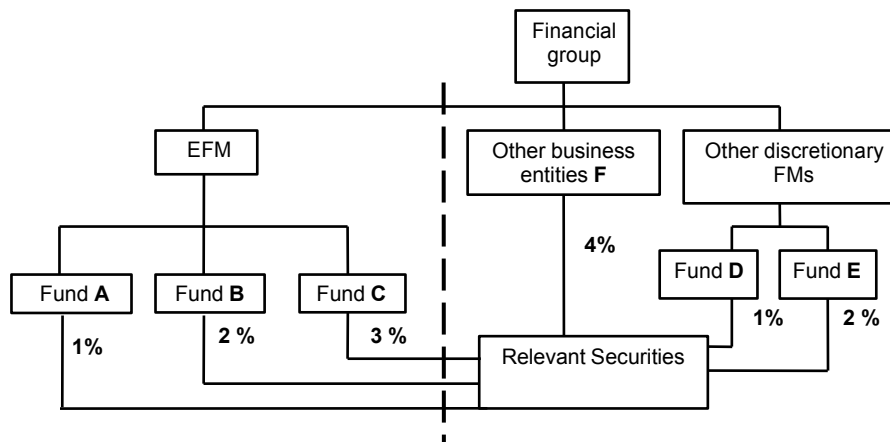 Financial
group
EFM
Other business
entities F
Other discretionary
FMs
4%
Fund A
Fund B
Fund C
Fund D
Fund E
1%
2 %
3 %
1%
2 %
Relevant Securities